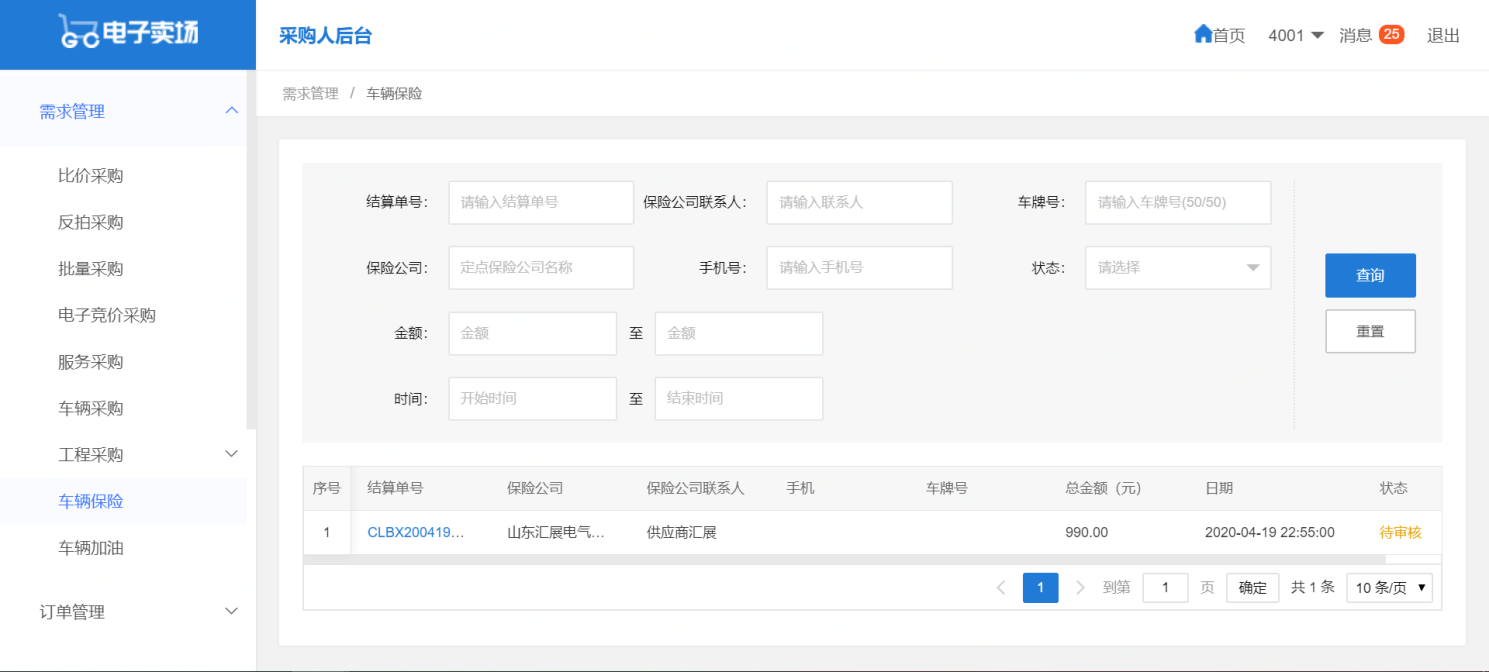 电子卖场
采购人后台
首页 4001 消息 25 退出
需求管理 / 车辆保险
需求管理
比价采购
反拍采购
批量采购
电子竞价采购
服务采购
车辆采购
工程采购
车辆保险
车辆加油
订单管理
结算单号: 请输入结算单号 保险公司联系人: 请输入联系人 车牌号: 请输入车牌号(50/50)
保险公司: 定点保险公司名称 手机号: 请输入手机号 状态: 请选择
金额: 金额 至 金额
时间: 开始时间 至 结束时间
查询
重置
序号 结算单号 保险公司 保险公司联系人 手机 车牌号 总金额（元） 日期 状态
1 CLBX200419... 山东汇展电气... 供应商汇展 990.00 2020-04-19 22:55:00 待审核
1 到第 1 页 确定 共 1 条 10 条/页